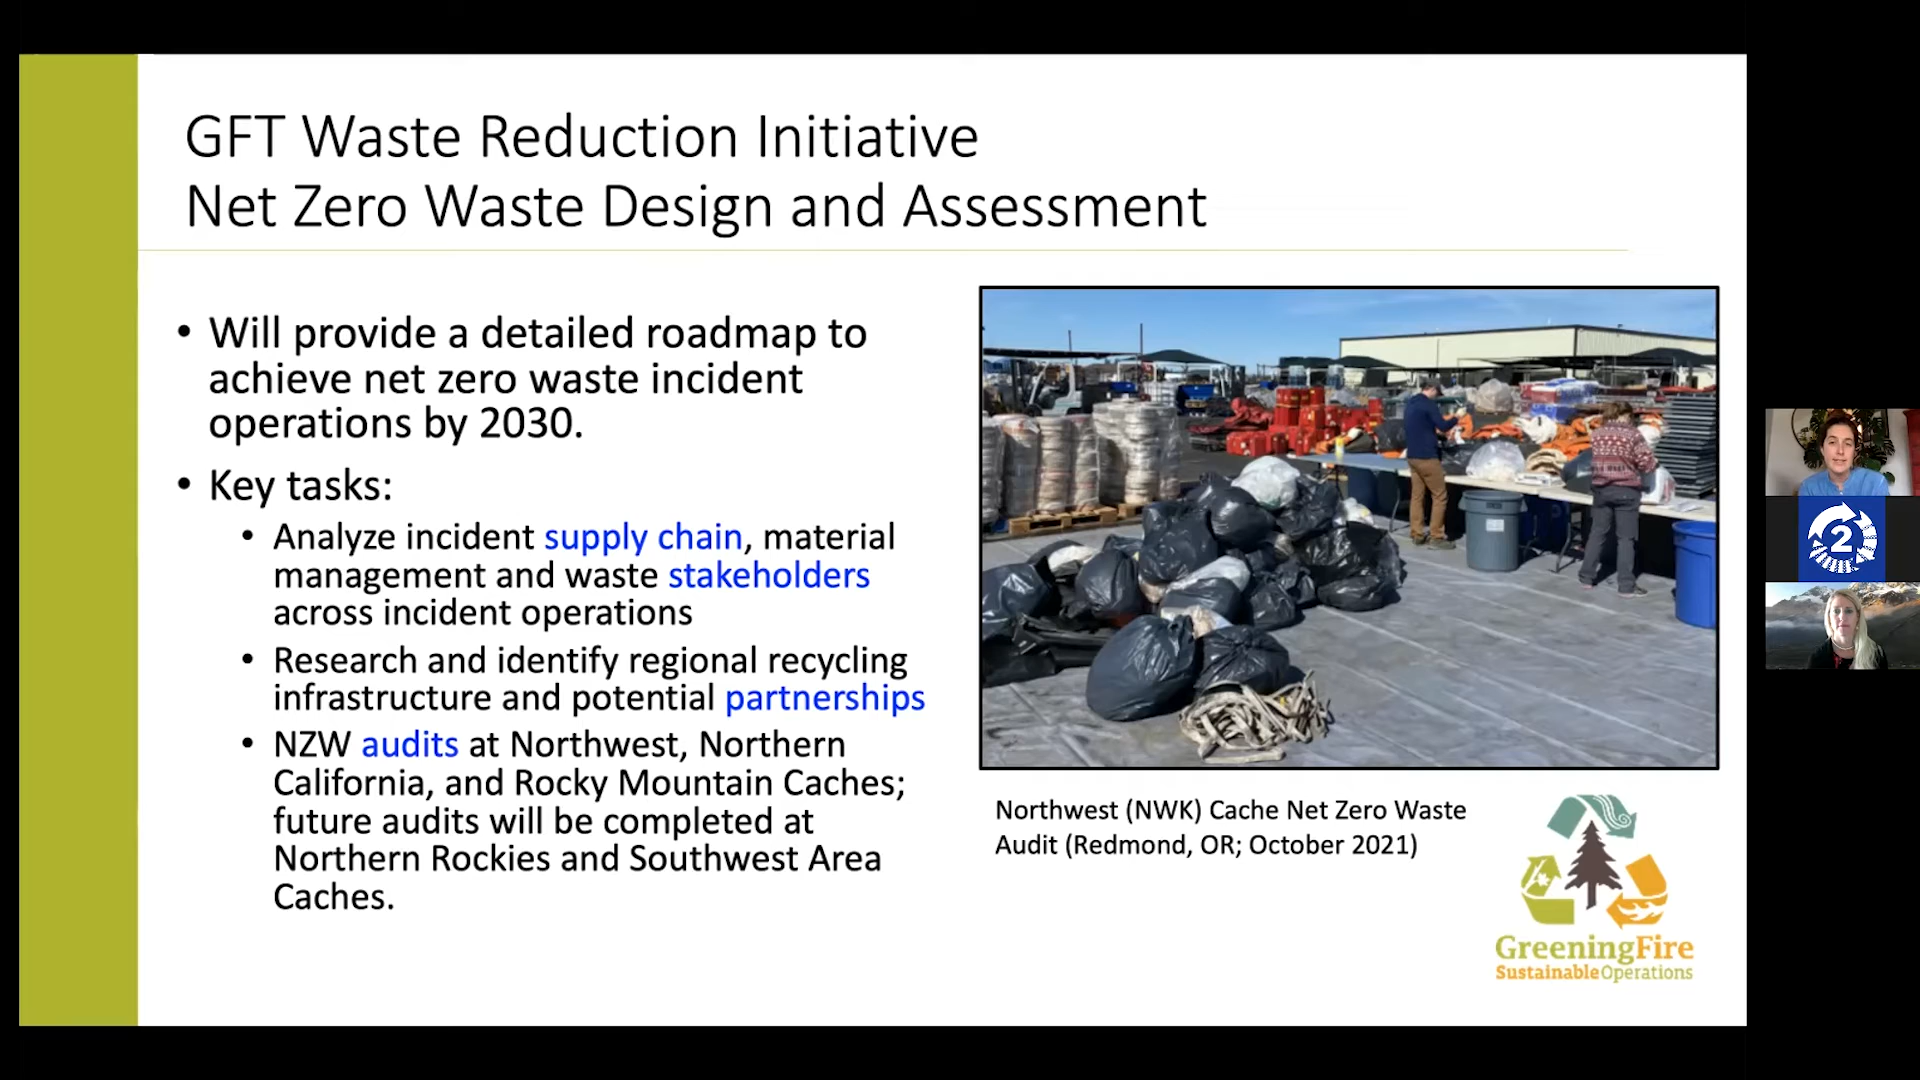 GFT Waste Reduction Initiative
Net Zero Waste Design and Assessment
• Will provide a detailed roadmap to
achieve net zero waste incident
operations by 2030.
• Key tasks:
• Analyze incident supply chain, material
management and waste stakeholders
across incident operations
• Research and identify regional recycling
infrastructure and potential partnerships
• NZW audits at Northwest, Northern
California, and Rocky Mountain Caches;
future audits will be completed at
Northern Rockies and Southwest Area
Caches.
Northwest (NWK) Cache Net Zero Waste
Audit (Redmond, OR; October 2021)
GreeningFire
SustainableOperations
2